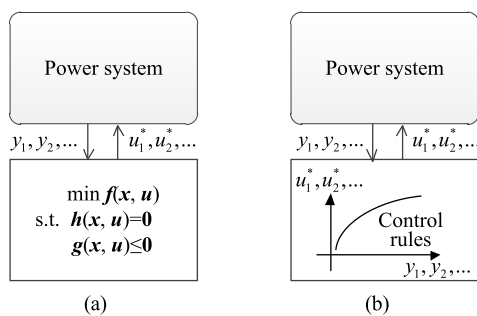 Power system
y₁, y₂,... u₁*, u₂*,...
min f(x, u)
s.t. h(x, u)=0
g(x, u)≤0
(a)
Power system
y₁, y₂,... u₁*, u₂*,...
u₁*, u₂*,...
Control
rules
y₁, y₂,...
(b)